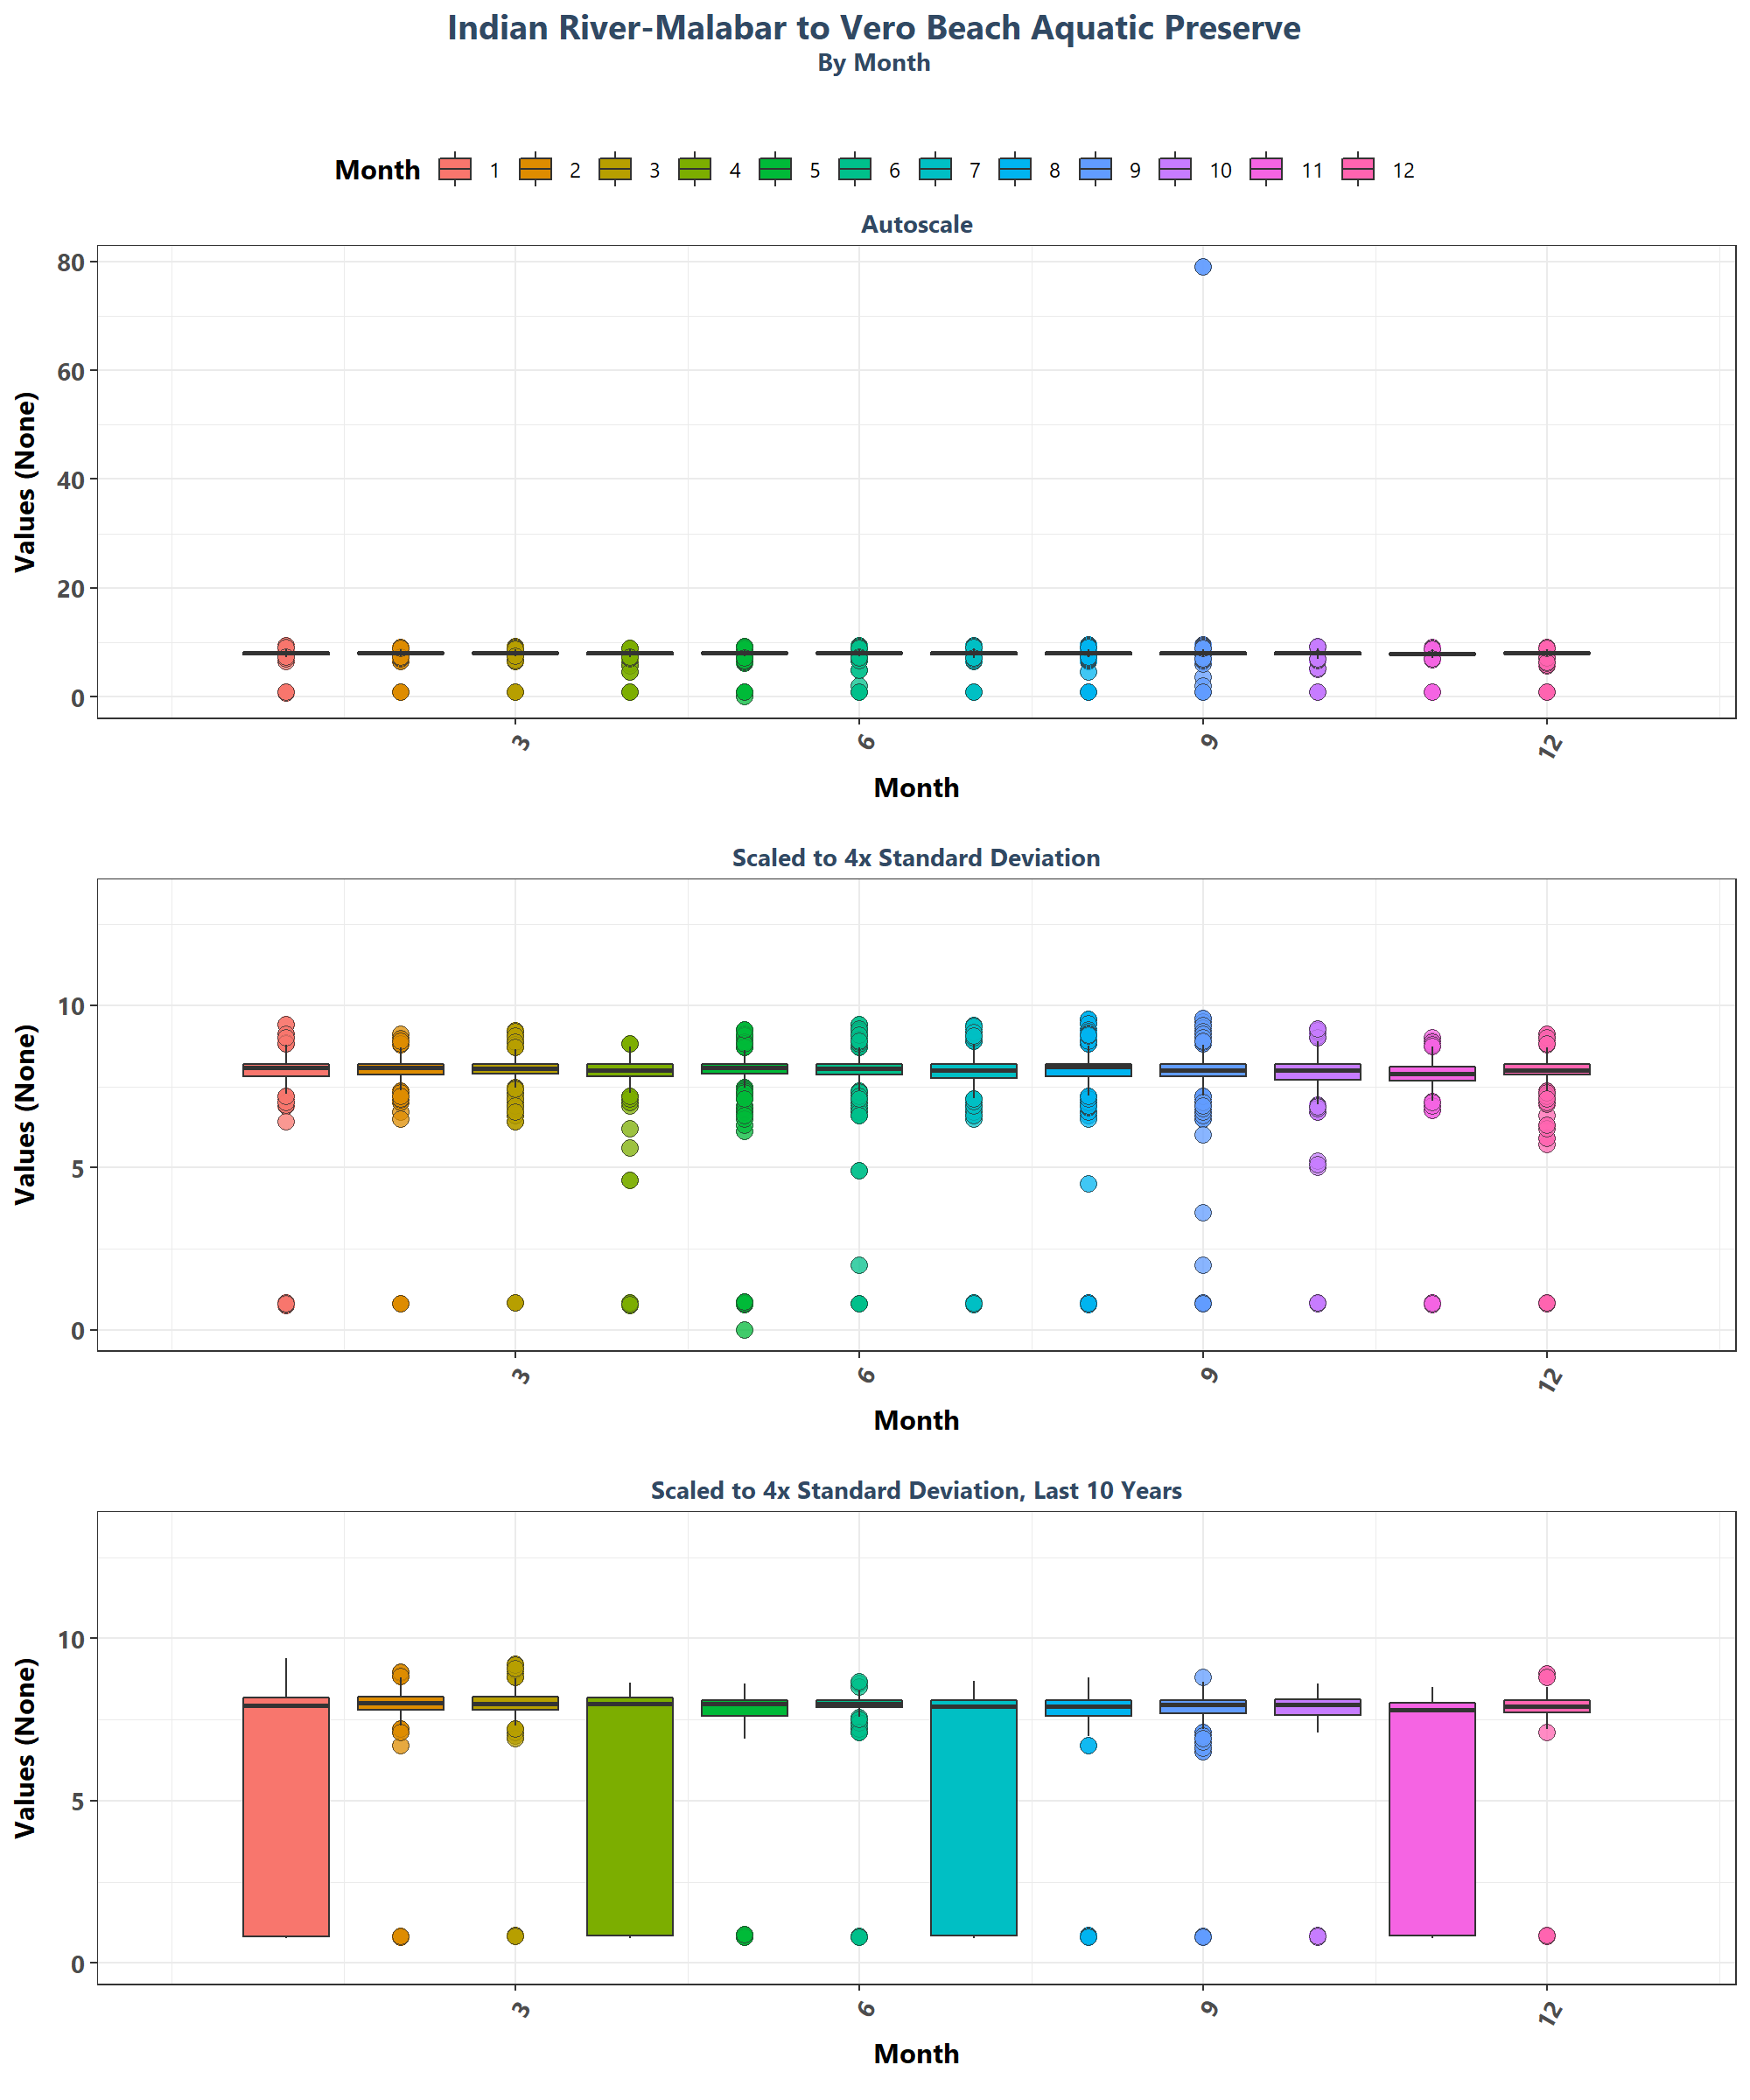 Indian River-Malabar to Vero Beach Aquatic Preserve
By Month
Month 1 2 3 4 5 6 7 8 9 10 11 12
Autoscale
Values (None)
80
60
40
20
0
3 6 9 12
Month
Scaled to 4x Standard Deviation
Values (None)
10
5
0
3 6 9 12
Month
Scaled to 4x Standard Deviation, Last 10 Years
Values (None)
10
5
0
3 6 9 12
Month